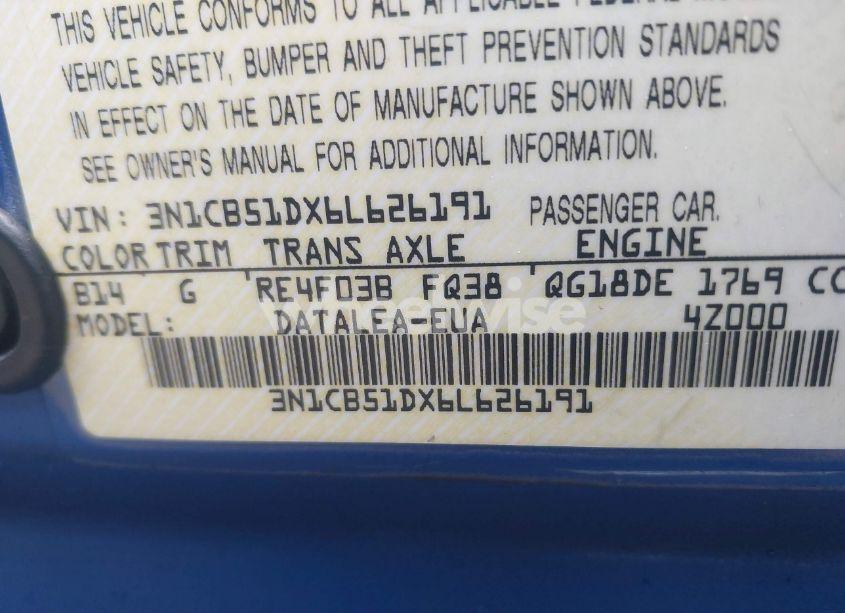 THIS VEHICLE CONFORMS TO ALL APPLICABLE FEDERAL
VEHICLE SAFETY, BUMPER AND THEFT PREVENTION STANDARDS
IN EFFECT ON THE DATE OF MANUFACTURE SHOWN ABOVE.
SEE OWNER'S MANUAL FOR ADDITIONAL INFORMATION.
VIN: 3N1CB51DX6L626191 PASSENGER CAR.
COLOR TRIM TRANS AXLE ENGINE
B14 G RE4F03B FQ38 QG18DE 1769 CC
MODEL: DATALEA-EUA 4Z000
3N1CB51DX6L626191